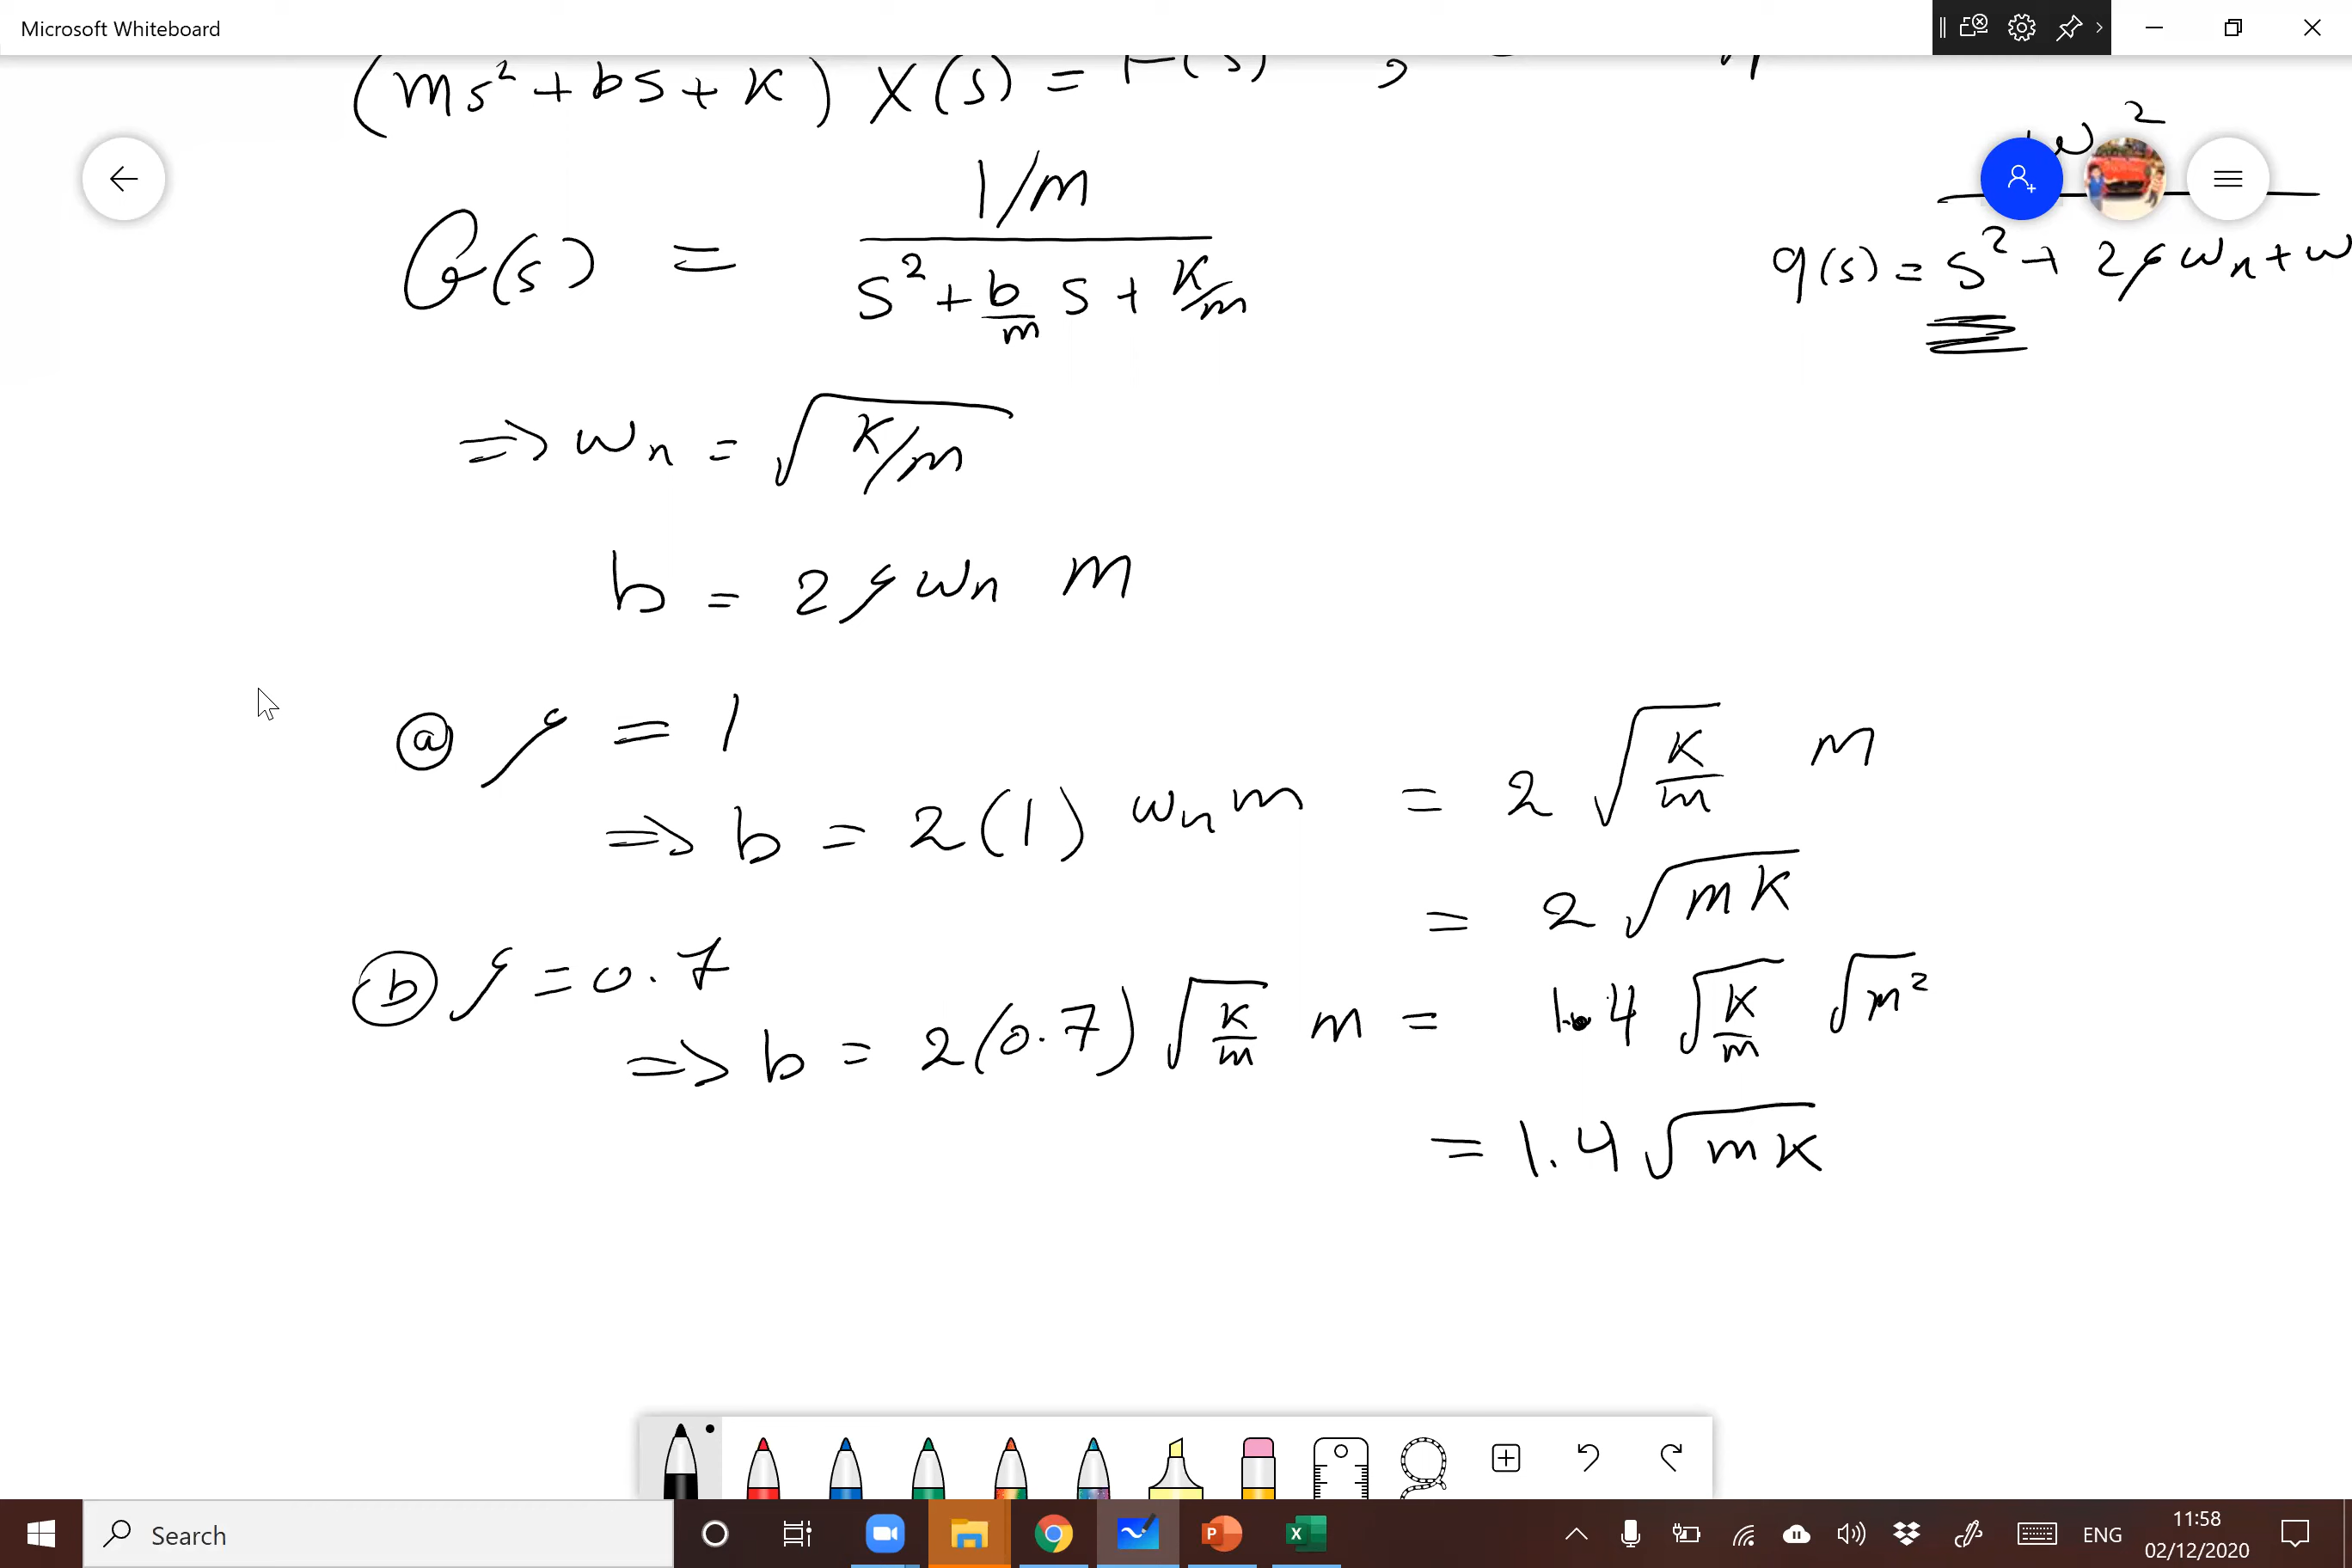 Microsoft Whiteboard
(ms²+bs+k) X(s) = F(s) ,
ω²
G(s) = (1/m) / (s² + (b/m) s + k/m)
q(s) = s² + 2ζωn + ω
⇒ ωn = √(k/m)
b = 2ζωn m
ⓐ ζ = 1
⇒ b = 2(1) ωn m = 2 √(k/m) m
= 2 √(mk)
ⓑ ζ = 0.7
⇒ b = 2(0.7) √(k/m) m = 1.4 √(k/m) √(m²)
= 1.4 √(mk)
Search
ENG
11:58
02/12/2020